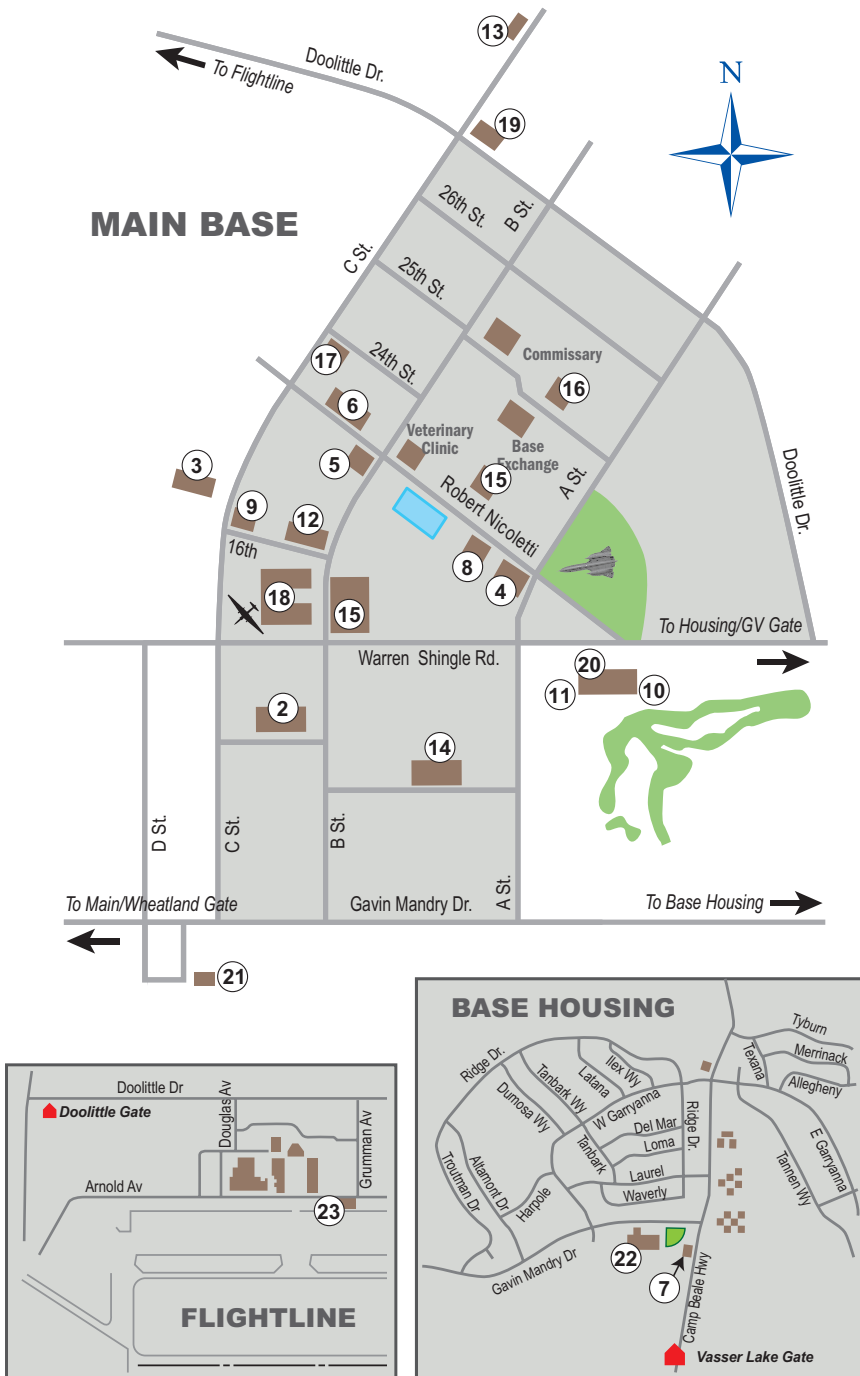 13
Doolittle Dr.
To Flightline
N
19
MAIN BASE
26th St.
B St.
C St.
25th St.
17
24th St.
Commissary
16
6
Veterinary
Clinic
Base
Exchange
3
5
15
A St.
Doolittle Dr.
9
12
Robert Nicoletti
16th
8
4
18
15
To Housing/GV Gate
Warren Shingle Rd.
20
11
10
2
14
D St.
C St.
B St.
A St.
To Main/Wheatland Gate
Gavin Mandry Dr.
To Base Housing
21
BASE HOUSING
Tyburn
Merrinack
Texana
Allegheny
Ridge Dr.
Ilex Wy
Latana
Tanbark Wy
Dumosa Wy
W Garryanna
Ridge Dr.
Del Mar
Loma
Tanbark
E Garryanna
Tannen Wy
Altamont Dr
Troutman Dr
Harpole
Laurel
Waverly
22
7
Gavin Mandry Dr
Camp Beale Hwy
Vasser Lake Gate
Doolittle Dr
Doolittle Gate
Douglas Av
Grumman Av
Arnold Av
23
FLIGHTLINE